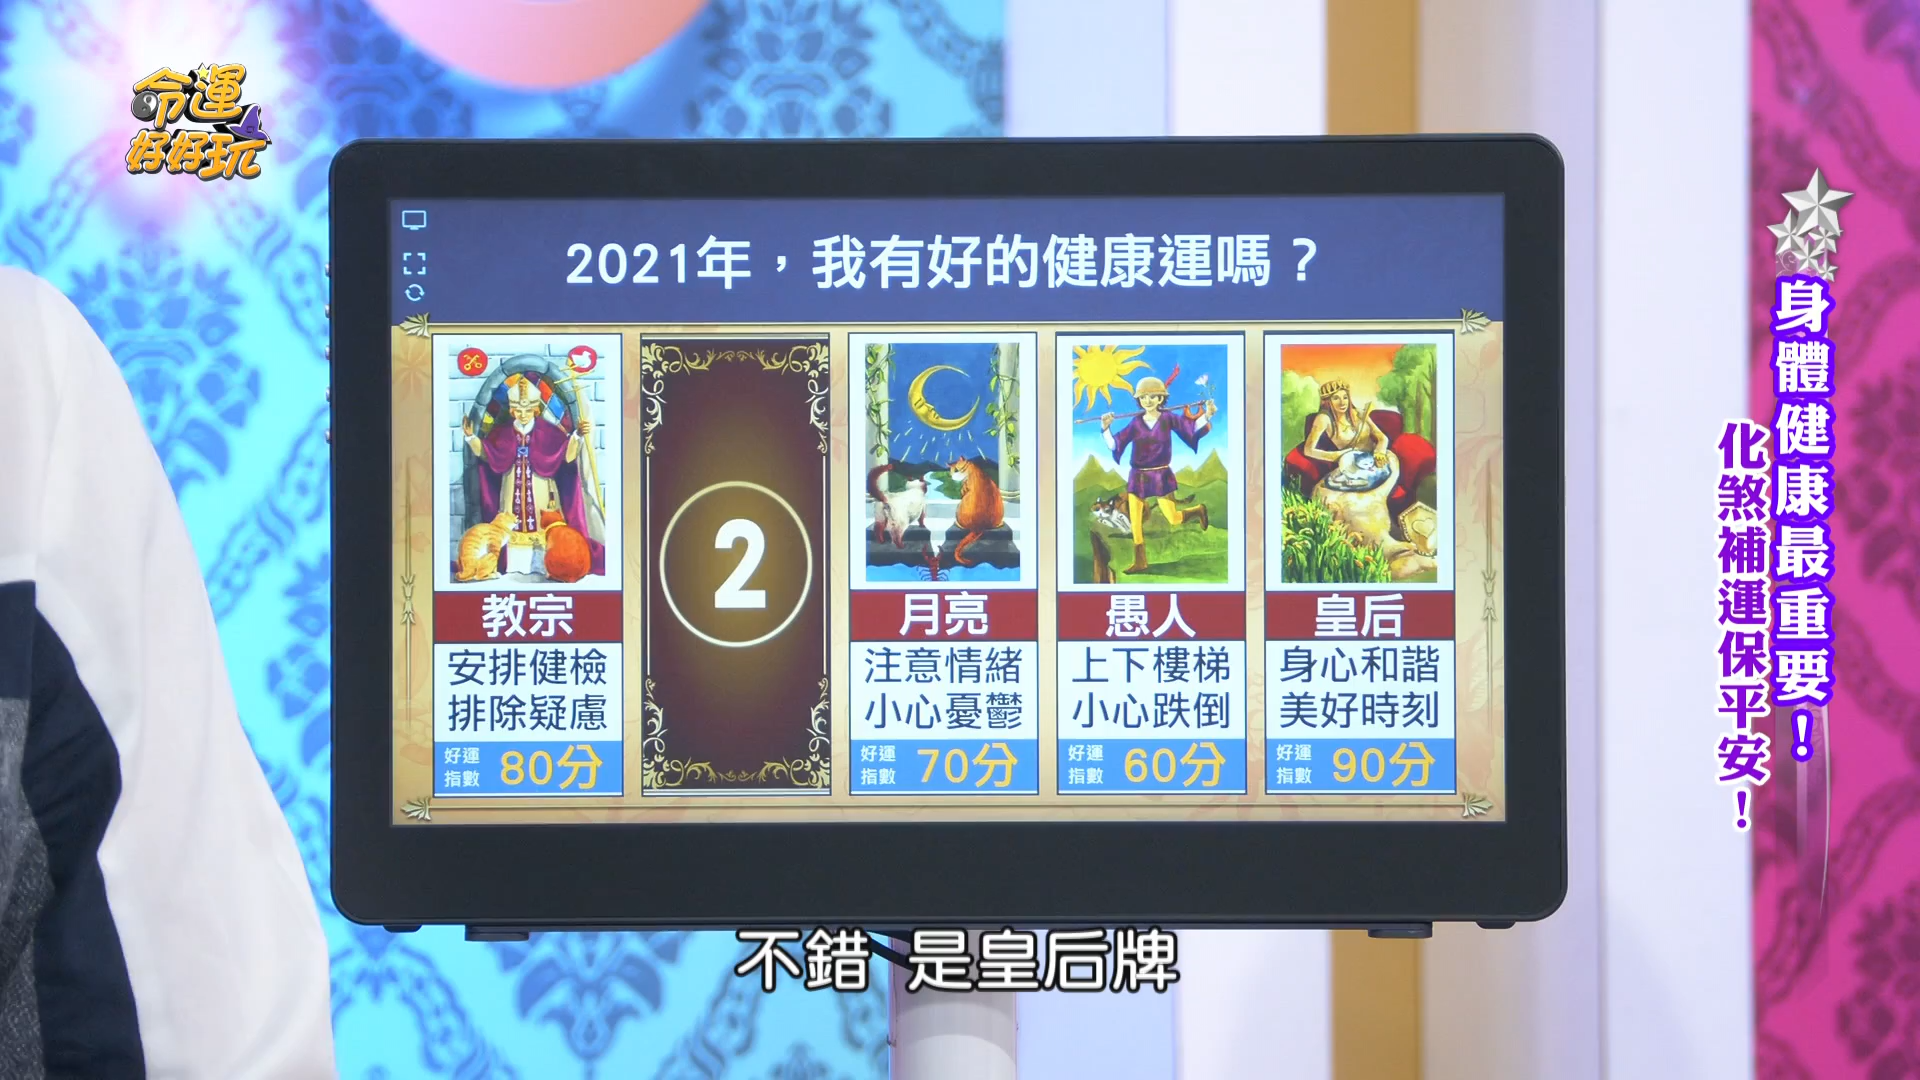 命運
好好玩
2021年，我有好的健康運嗎？
教宗
安排健檢
排除疑慮
好運
指數
80分
2
月亮
注意情緒
小心憂鬱
好運
指數
70分
愚人
上下樓梯
小心跌倒
好運
指數
60分
皇后
身心和諧
美好時刻
好運
指數
90分
身體健康最重要！
化煞補運保平安！
不錯 是皇后牌